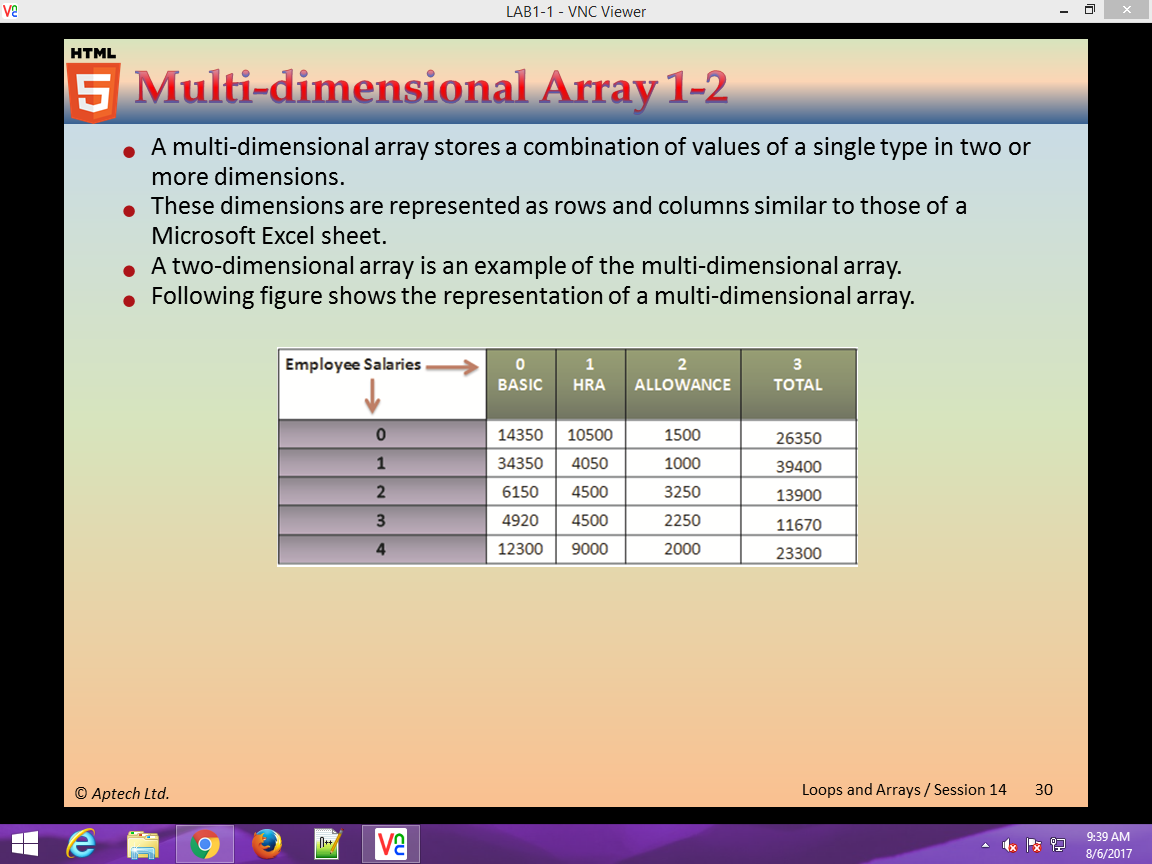 LAB1-1 - VNC Viewer
HTML
5
Multi-dimensional Array 1-2
A multi-dimensional array stores a combination of values of a single type in two or
more dimensions.
These dimensions are represented as rows and columns similar to those of a
Microsoft Excel sheet.
A two-dimensional array is an example of the multi-dimensional array.
Following figure shows the representation of a multi-dimensional array.
Employee Salaries 0 1 2 3
BASIC HRA ALLOWANCE TOTAL
0 14350 10500 1500 26350
1 34350 4050 1000 39400
2 6150 4500 3250 13900
3 4920 4500 2250 11670
4 12300 9000 2000 23300
© Aptech Ltd.
Loops and Arrays / Session 14 30
9:39 AM
8/6/2017